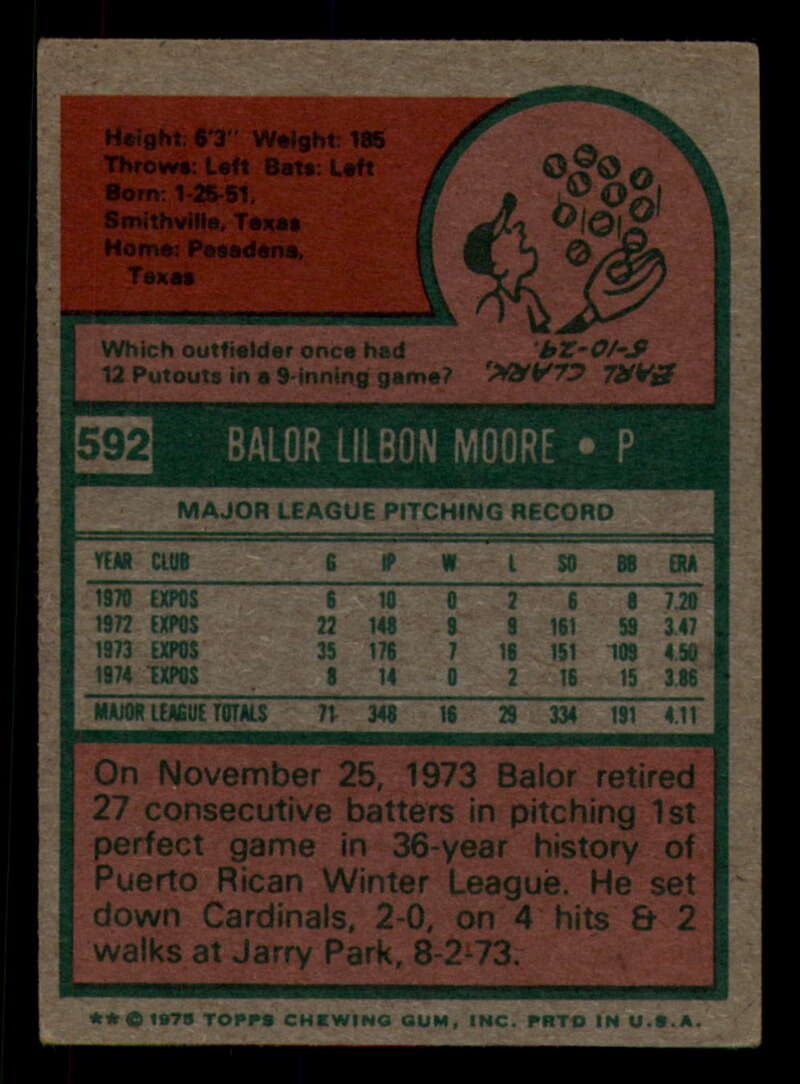 Height: 6'3" Weight: 185
Throws: Left Bats: Left
Born: 1-25-51,
Smithville, Texas
Home: Pasadena,
Texas
Which outfielder once had
12 Putouts in a 9-inning game?
EARL CLARK,
5-10-29.
592 BALOR LILBON MOORE • P
MAJOR LEAGUE PITCHING RECORD
YEAR CLUB G IP W L SO BB ERA
1970 EXPOS 6 10 0 2 6 8 7.20
1972 EXPOS 22 148 9 9 161 59 3.47
1973 EXPOS 35 176 7 16 151 109 4.50
1974 EXPOS 8 14 0 2 16 15 3.86
MAJOR LEAGUE TOTALS 71 348 16 29 334 191 4.11
On November 25, 1973 Balor retired
27 consecutive batters in pitching 1st
perfect game in 36-year history of
Puerto Rican Winter League. He set
down Cardinals, 2-0, on 4 hits & 2
walks at Jarry Park, 8-2-73.
** © 1975 TOPPS CHEWING GUM, INC. PRTD IN U.S.A.